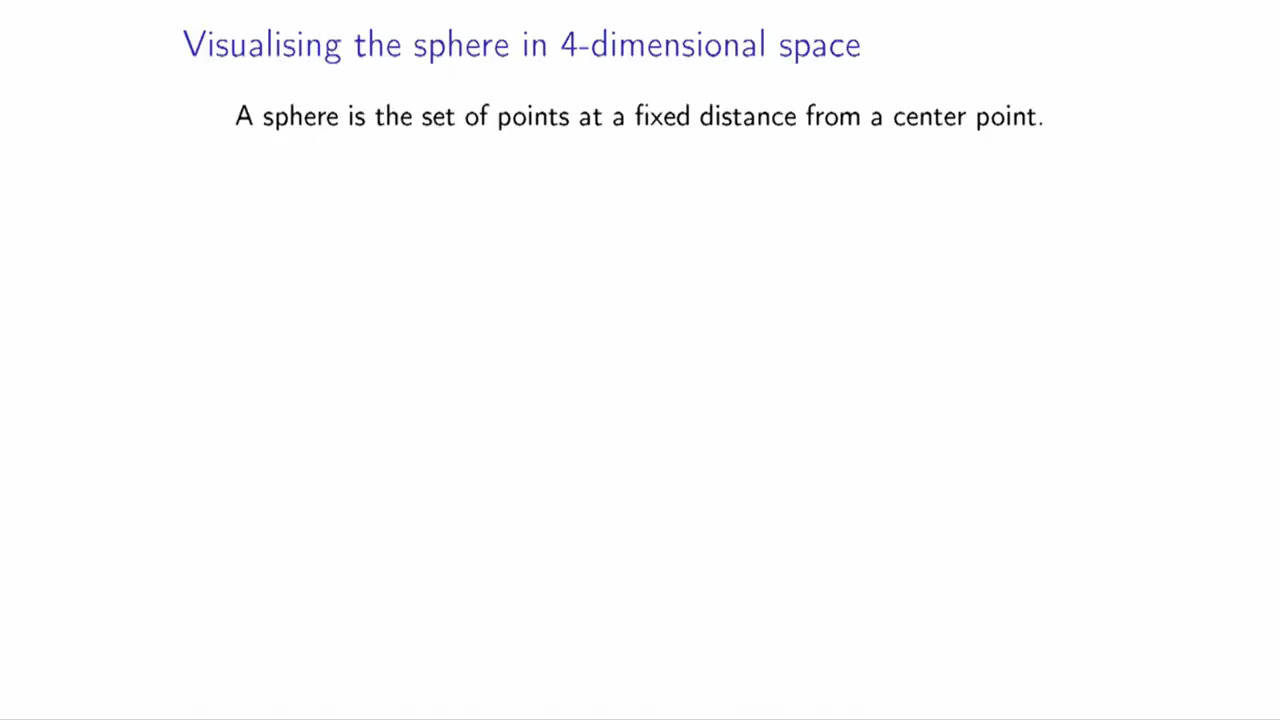 Visualising the sphere in 4-dimensional space
A sphere is the set of points at a fixed distance from a center point.